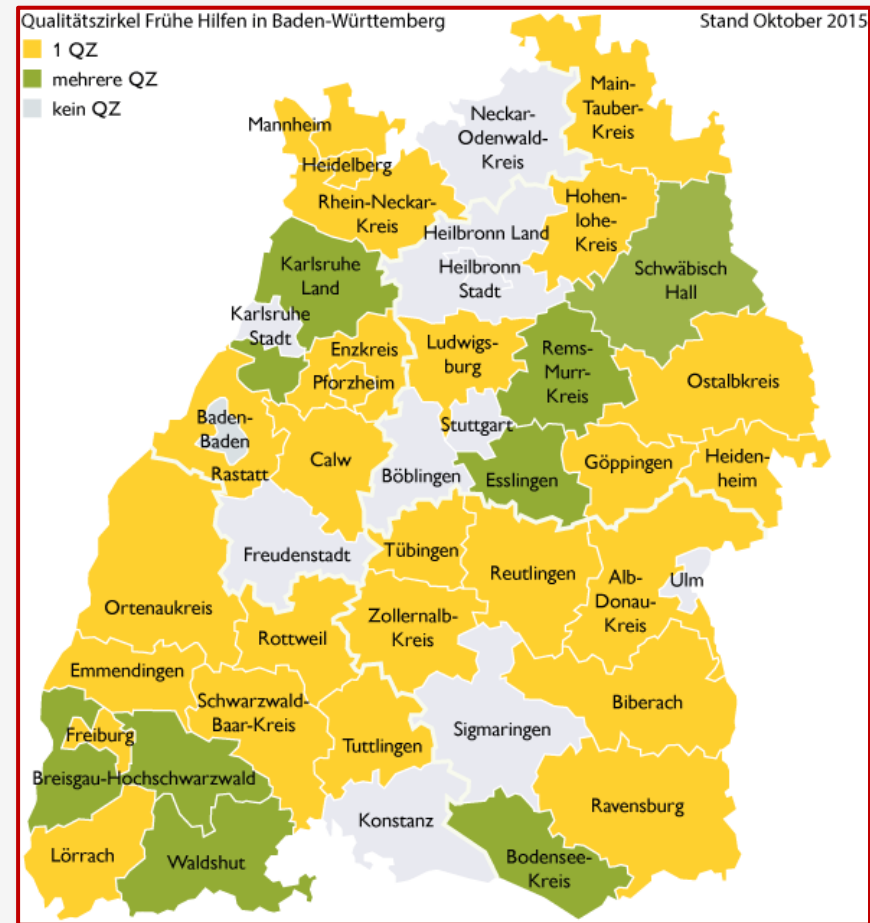 Qualitätszirkel Frühe Hilfen in Baden-Württemberg
Stand Oktober 2015
1 QZ
mehrere QZ
kein QZ
Main-
Tauber-
Kreis
Neckar-
Odenwald-
Kreis
Mannheim
Heidelberg
Rhein-Neckar-
Kreis
Hohen-
lohe-
Kreis
Heilbronn Land
Heilbronn
Stadt
Schwäbisch
Hall
Karlsruhe
Land
Karlsruhe
Stadt
Enzkreis
Pforzheim
Ludwigs-
burg
Rems-
Murr-
Kreis
Ostalbkreis
Baden-
Baden
Rastatt
Calw
Böblingen
Stuttgart
Esslingen
Göppingen
Heiden-
heim
Freudenstadt
Tübingen
Reutlingen
Alb-
Donau-
Kreis
Ulm
Ortenaukreis
Rottweil
Zollernalb-
Kreis
Emmendingen
Schwarzwald-
Baar-Kreis
Tuttlingen
Sigmaringen
Biberach
Freiburg
Breisgau-Hochschwarzwald
Lörrach
Waldshut
Konstanz
Bodensee-
Kreis
Ravensburg